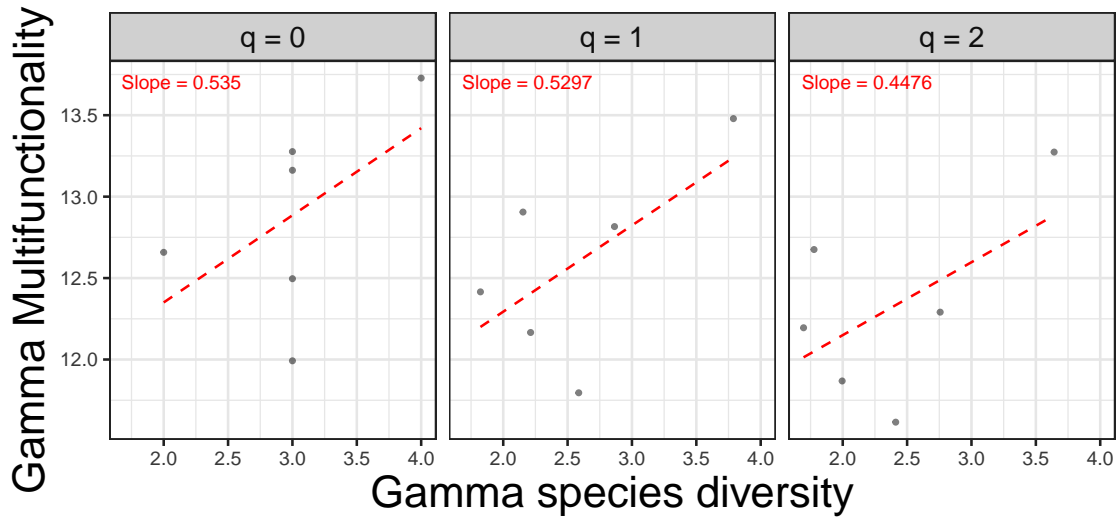 Gamma Multifunctionality
q = 0
q = 1
q = 2
Slope = 0.535
Slope = 0.5297
Slope = 0.4476
13.5
13.0
12.5
12.0
2.0 2.5 3.0 3.5 4.0
2.0 2.5 3.0 3.5 4.0
2.0 2.5 3.0 3.5 4.0
Gamma species diversity